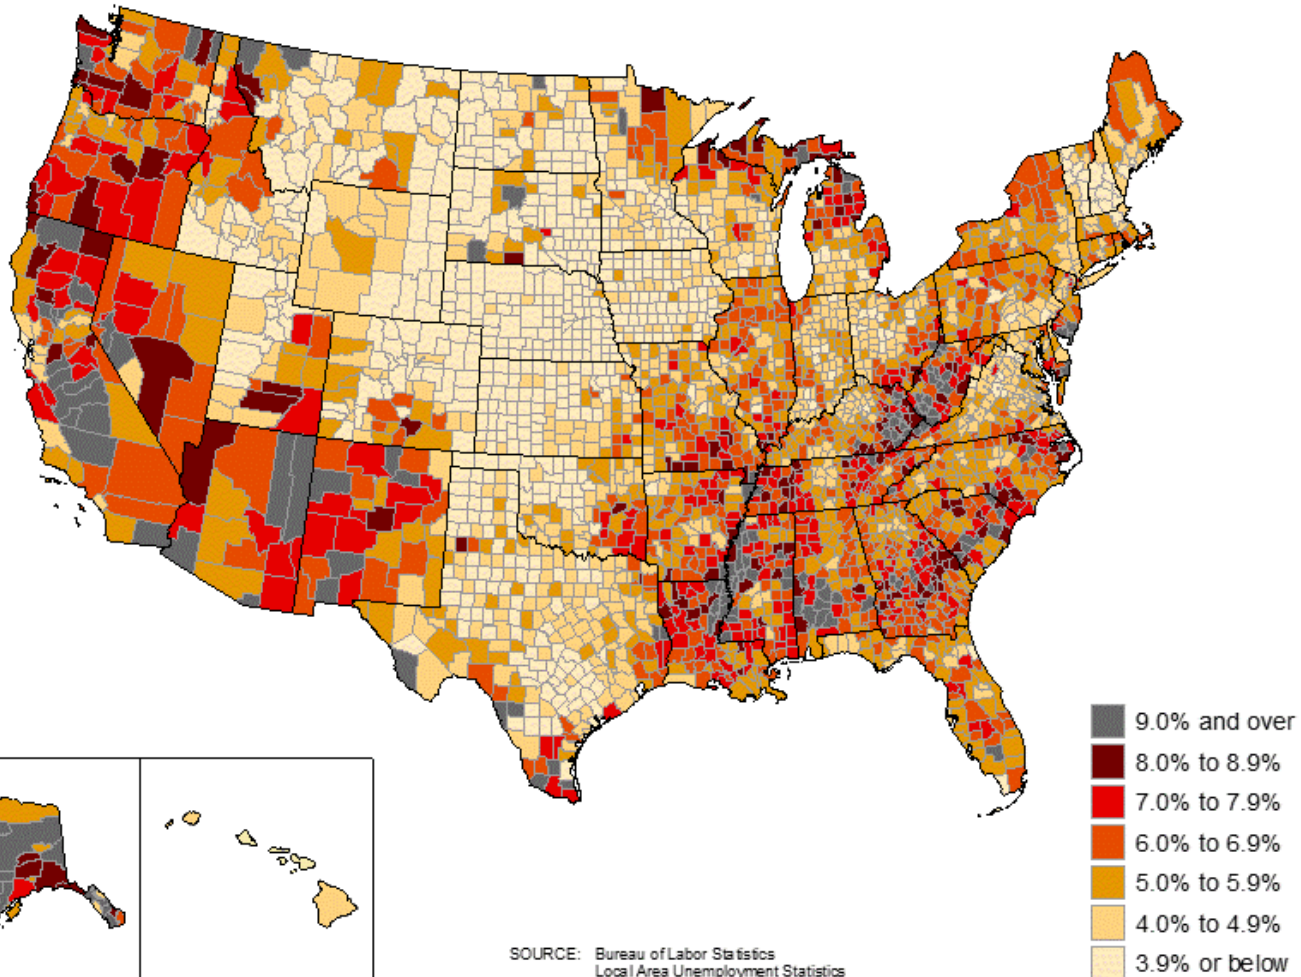 9.0% and over
8.0% to 8.9%
7.0% to 7.9%
6.0% to 6.9%
5.0% to 5.9%
4.0% to 4.9%
3.9% or below
SOURCE: Bureau of Labor Statistics
Local Area Unemployment Statistics